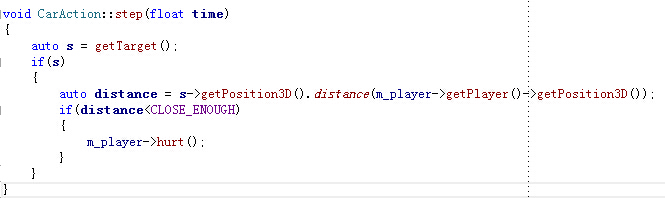 void CarAction::step(float time)
{
    auto s = getTarget();
    if(s)
    {
        auto distance = s->getPosition3D().distance(m_player->getPlayer()->getPosition3D());
        if(distance<CLOSE_ENOUGH)
        {
            m_player->hurt();
        }
    }
}